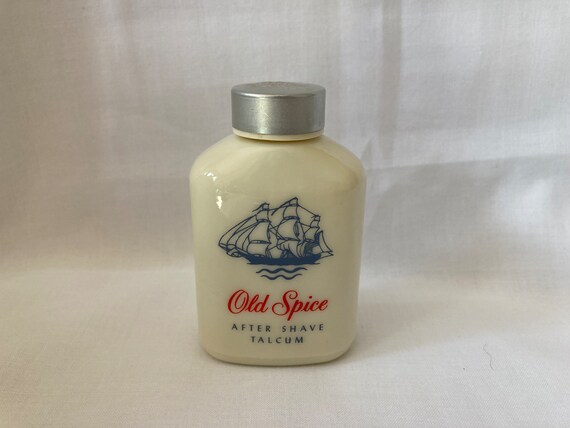 Old Spice
AFTER SHAVE
TALCUM